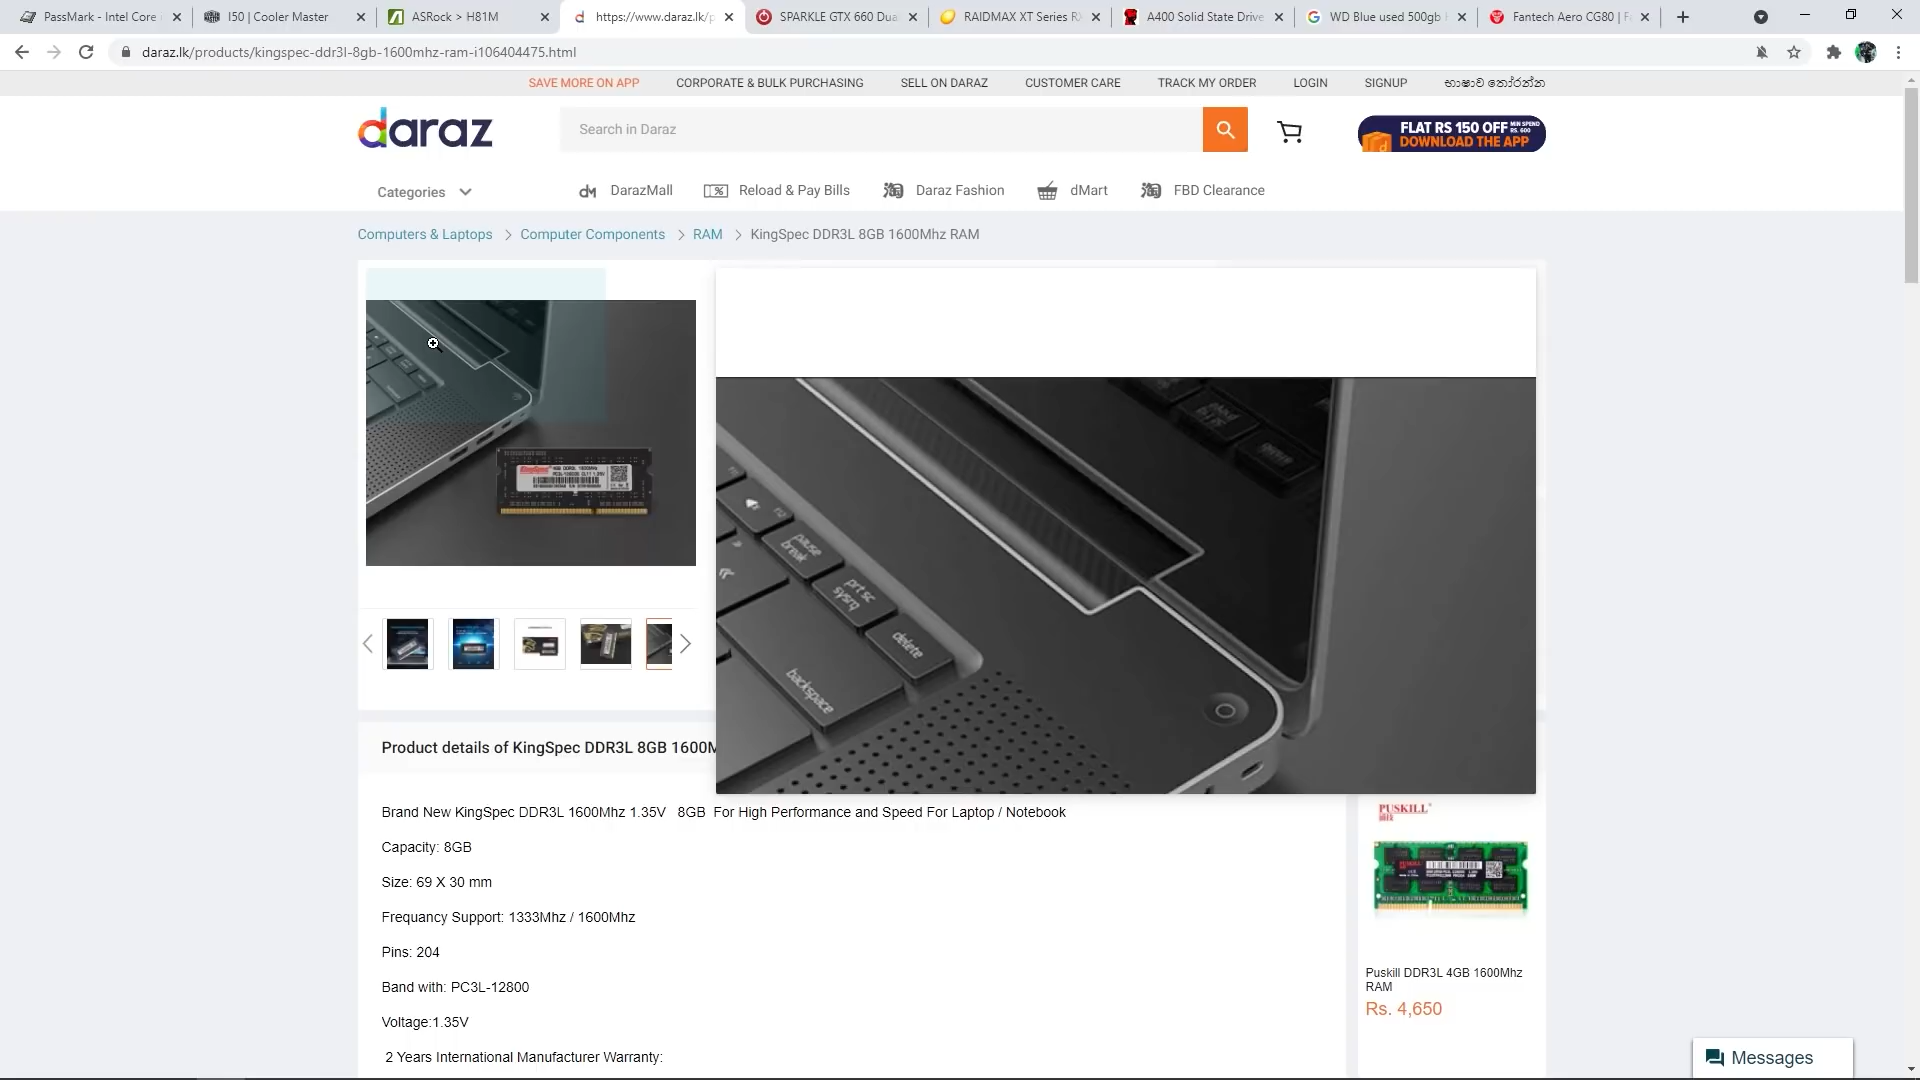 PassMark - Intel Core
I50 | Cooler Master
ASRock > H81M
https://www.daraz.lk/p
SPARKLE GTX 660 Dua
RAIDMAX XT Series R
A400 Solid State Drive
WD Blue used 500gb
Fantech Aero CG80 | F
daraz.lk/products/kingspec-ddr3l-8gb-1600mhz-ram-i106404475.html
SAVE MORE ON APP
CORPORATE & BULK PURCHASING
SELL ON DARAZ
CUSTOMER CARE
TRACK MY ORDER
LOGIN
SIGNUP
භාෂාව තෝරන්න
daraz
Search in Daraz
FLAT RS 150 OFF MIN SPEND RS. 600
DOWNLOAD THE APP
Categories
DarazMall
Reload & Pay Bills
Daraz Fashion
dMart
FBD Clearance
Computers & Laptops > Computer Components > RAM > KingSpec DDR3L 8GB 1600Mhz RAM
pause
break
prt sc
sysrq
delete
backspace
Product details of KingSpec DDR3L 8GB 1600M
Brand New KingSpec DDR3L 1600Mhz 1.35V 8GB For High Performance and Speed For Laptop / Notebook
Capacity: 8GB
Size: 69 X 30 mm
Frequancy Support: 1333Mhz / 1600Mhz
Pins: 204
Band with: PC3L-12800
Voltage:1.35V
2 Years International Manufacturer Warranty:
PUSKILL
Puskill DDR3L 4GB 1600Mhz
RAM
Rs. 4,650
Messages